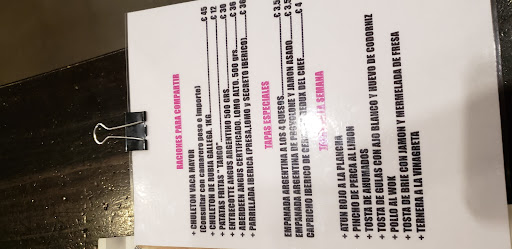 RACIONES PARA COMPARTIR
+ CHULETON VACA MAYOR
(Consultar con camarero peso e importe)
+ CHULETON DE RUBIA GALLEGA. 1KG.........€ 45
+ PATATAS FRITAS "TANGO".........€ 12
+ ENTRECOTTE ANGUS ARGENTINO 500 GRS.........€ 30
+ ABERDEEN ANGUS CERTIFICADO. LOMO ALTO. 500 grs.........€ 36
+ PARRILLADA IBERICA (PRESA,LOMO y SECRETO IBERICO)....€ 36
TAPAS ESPECIALES
EMPANADA ARGENTINA A LOS 4 QUESOS.........€ 3,5
EMPANADA ARGENTINA DE PROVOLONE Y JAMON ASADO....€ 3,5
CAPRICHO IBERICO DE CERDO DEDUX DEL CHEF.........€ 4
LA SEMANA
+ ATUN ROJO A LA PLANCHA
+ PINCHO DE PERCA AL LIMON
+ TOSTA DE AHUMADOS
+ TOSTA DE GULAS CON AJO BLANCO Y HUEVO DE CODORNIZ
+ POLLO AL WOK
+ TOSTA DE BRIE CON JAMON Y MERMELADA DE FRESA
+ TERNERA A LA VINAGRETA